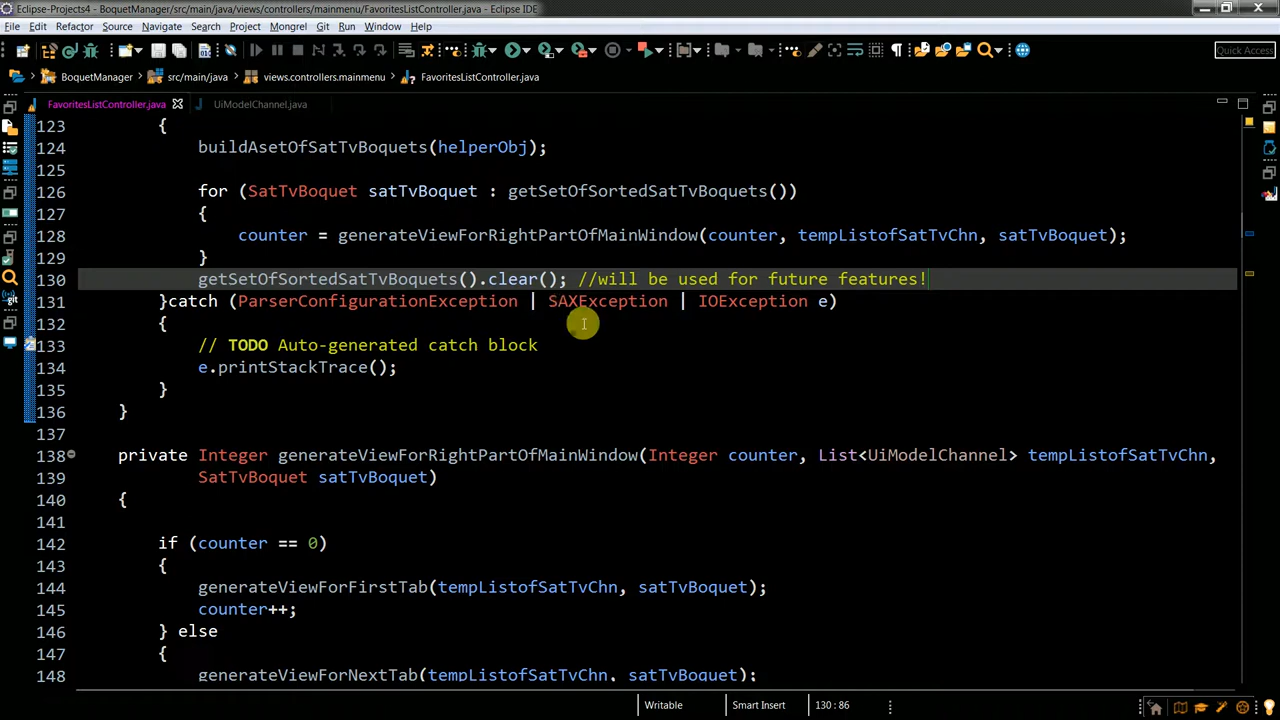 Eclipse-Projects4 - BoquetManager/src/main/java/views/controllers/mainmenu/FavoritesListController.java - Eclipse IDE
File Edit Refactor Source Navigate Search Project Mongrel Git Run Window Help
Quick Access
BoquetManager src/main/java views.controllers.mainmenu FavoritesListController.java
FavoritesListController.java UiModelChannel.java
123 {
124 buildAsetOfSatTvBoquets(helperObj);
125
126 for (SatTvBoquet satTvBoquet : getSetOfSortedSatTvBoquets())
127 {
128 counter = generateViewForRightPartOfMainWindow(counter, tempListofSatTvChn, satTvBoquet);
129 }
130 getSetOfSortedSatTvBoquets().clear(); //will be used for future features!
131 }catch (ParserConfigurationException | SAXException | IOException e)
132 {
133 // TODO Auto-generated catch block
134 e.printStackTrace();
135 }
136 }
137
138 private Integer generateViewForRightPartOfMainWindow(Integer counter, List<UiModelChannel> tempListofSatTvChn,
139 SatTvBoquet satTvBoquet)
140 {
141
142 if (counter == 0)
143 {
144 generateViewForFirstTab(tempListofSatTvChn, satTvBoquet);
145 counter++;
146 } else
147 {
148 generateViewForNextTab(tempListofSatTvChn, satTvBoquet);
Writable Smart Insert 130 : 86